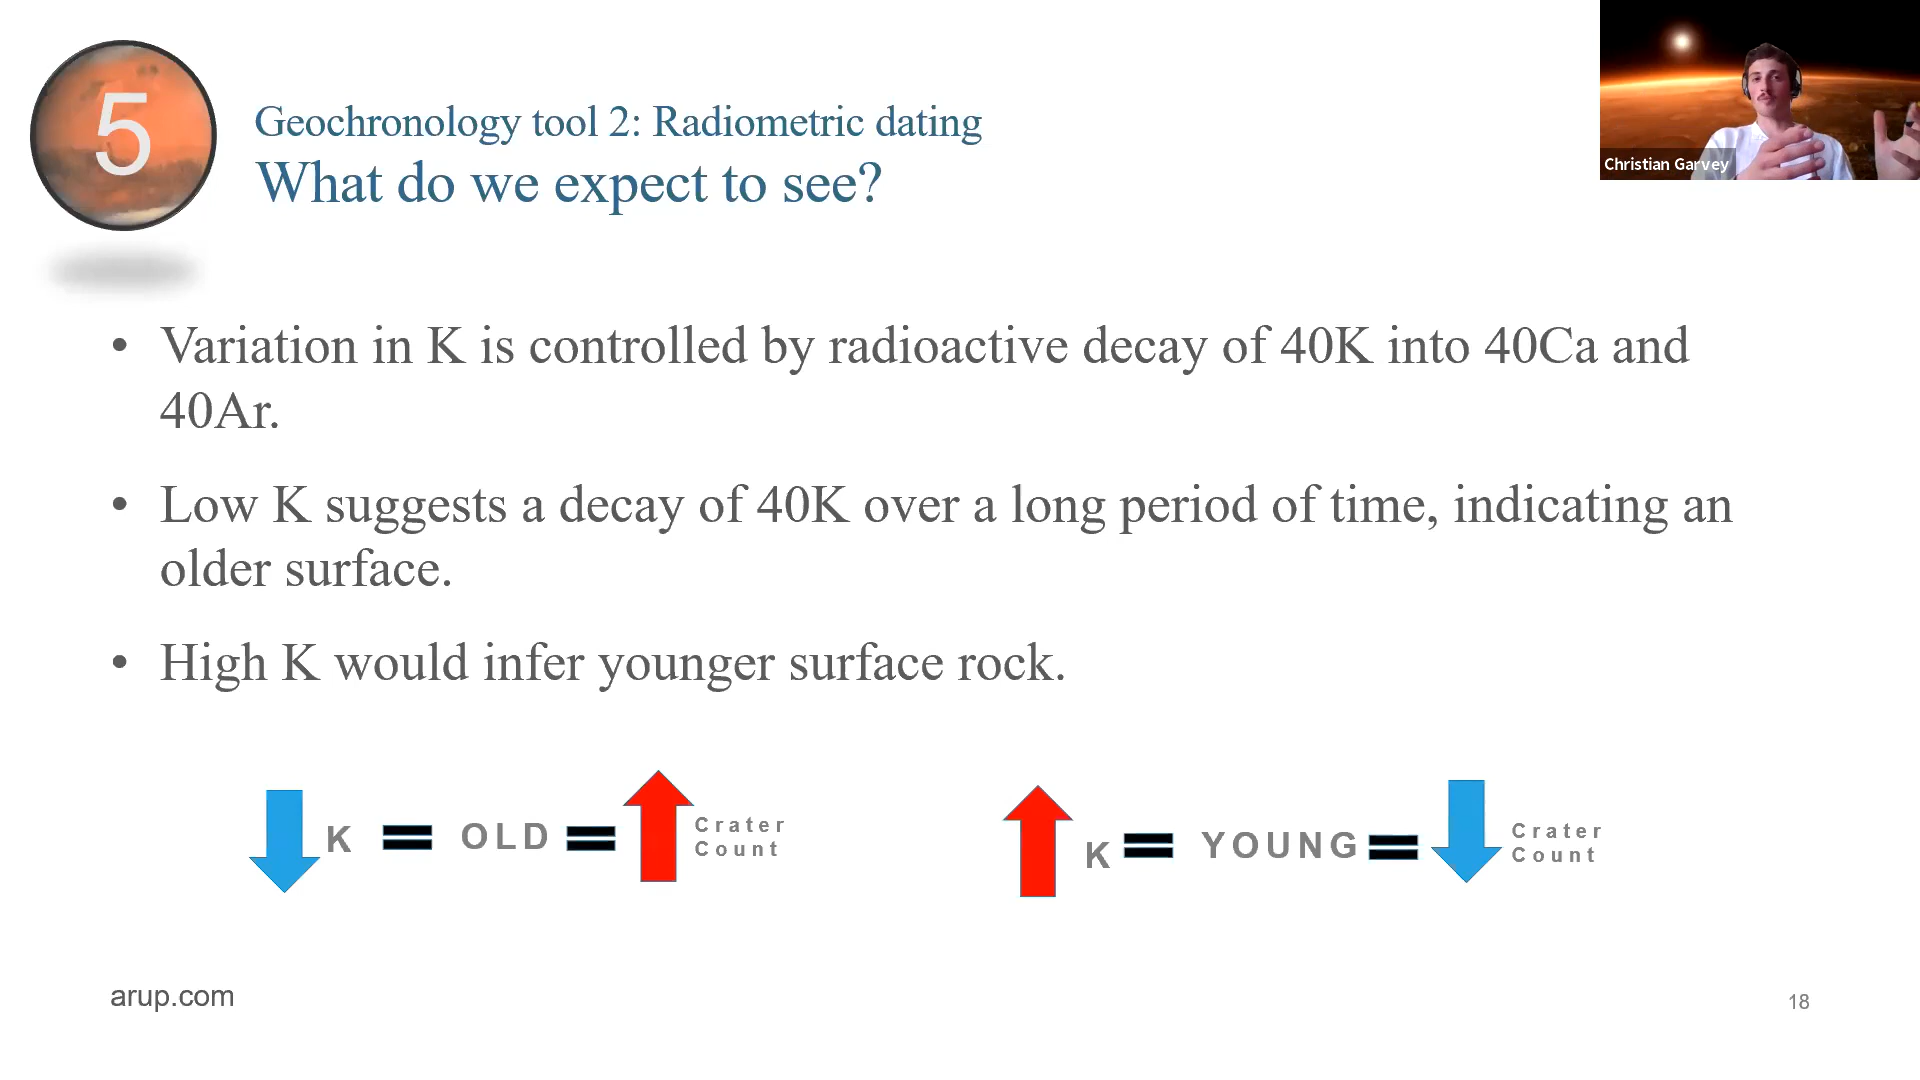 5
Geochronology tool 2: Radiometric dating
What do we expect to see?
Christian Garvey
• Variation in K is controlled by radioactive decay of 40K into 40Ca and
40Ar.
• Low K suggests a decay of 40K over a long period of time, indicating an
older surface.
• High K would infer younger surface rock.
K = OLD = Crater
Count
K = YOUNG = Crater
Count
arup.com
18